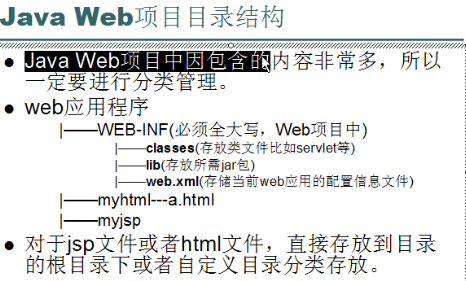 Java Web项目目录结构
● Java Web项目中因包含的内容非常多，所以
一定要进行分类管理。
● web应用程序
|——WEB-INF(必须全大写，Web项目中)
|——classes(存放类文件比如servlet等)
|——lib(存放所需jar包)
|——web.xml(存储当前web应用的配置信息文件)
|——myhtml---a.html
|——myjsp
● 对于jsp文件或者html文件，直接存放到目录
的根目录下或者自定义目录分类存放。